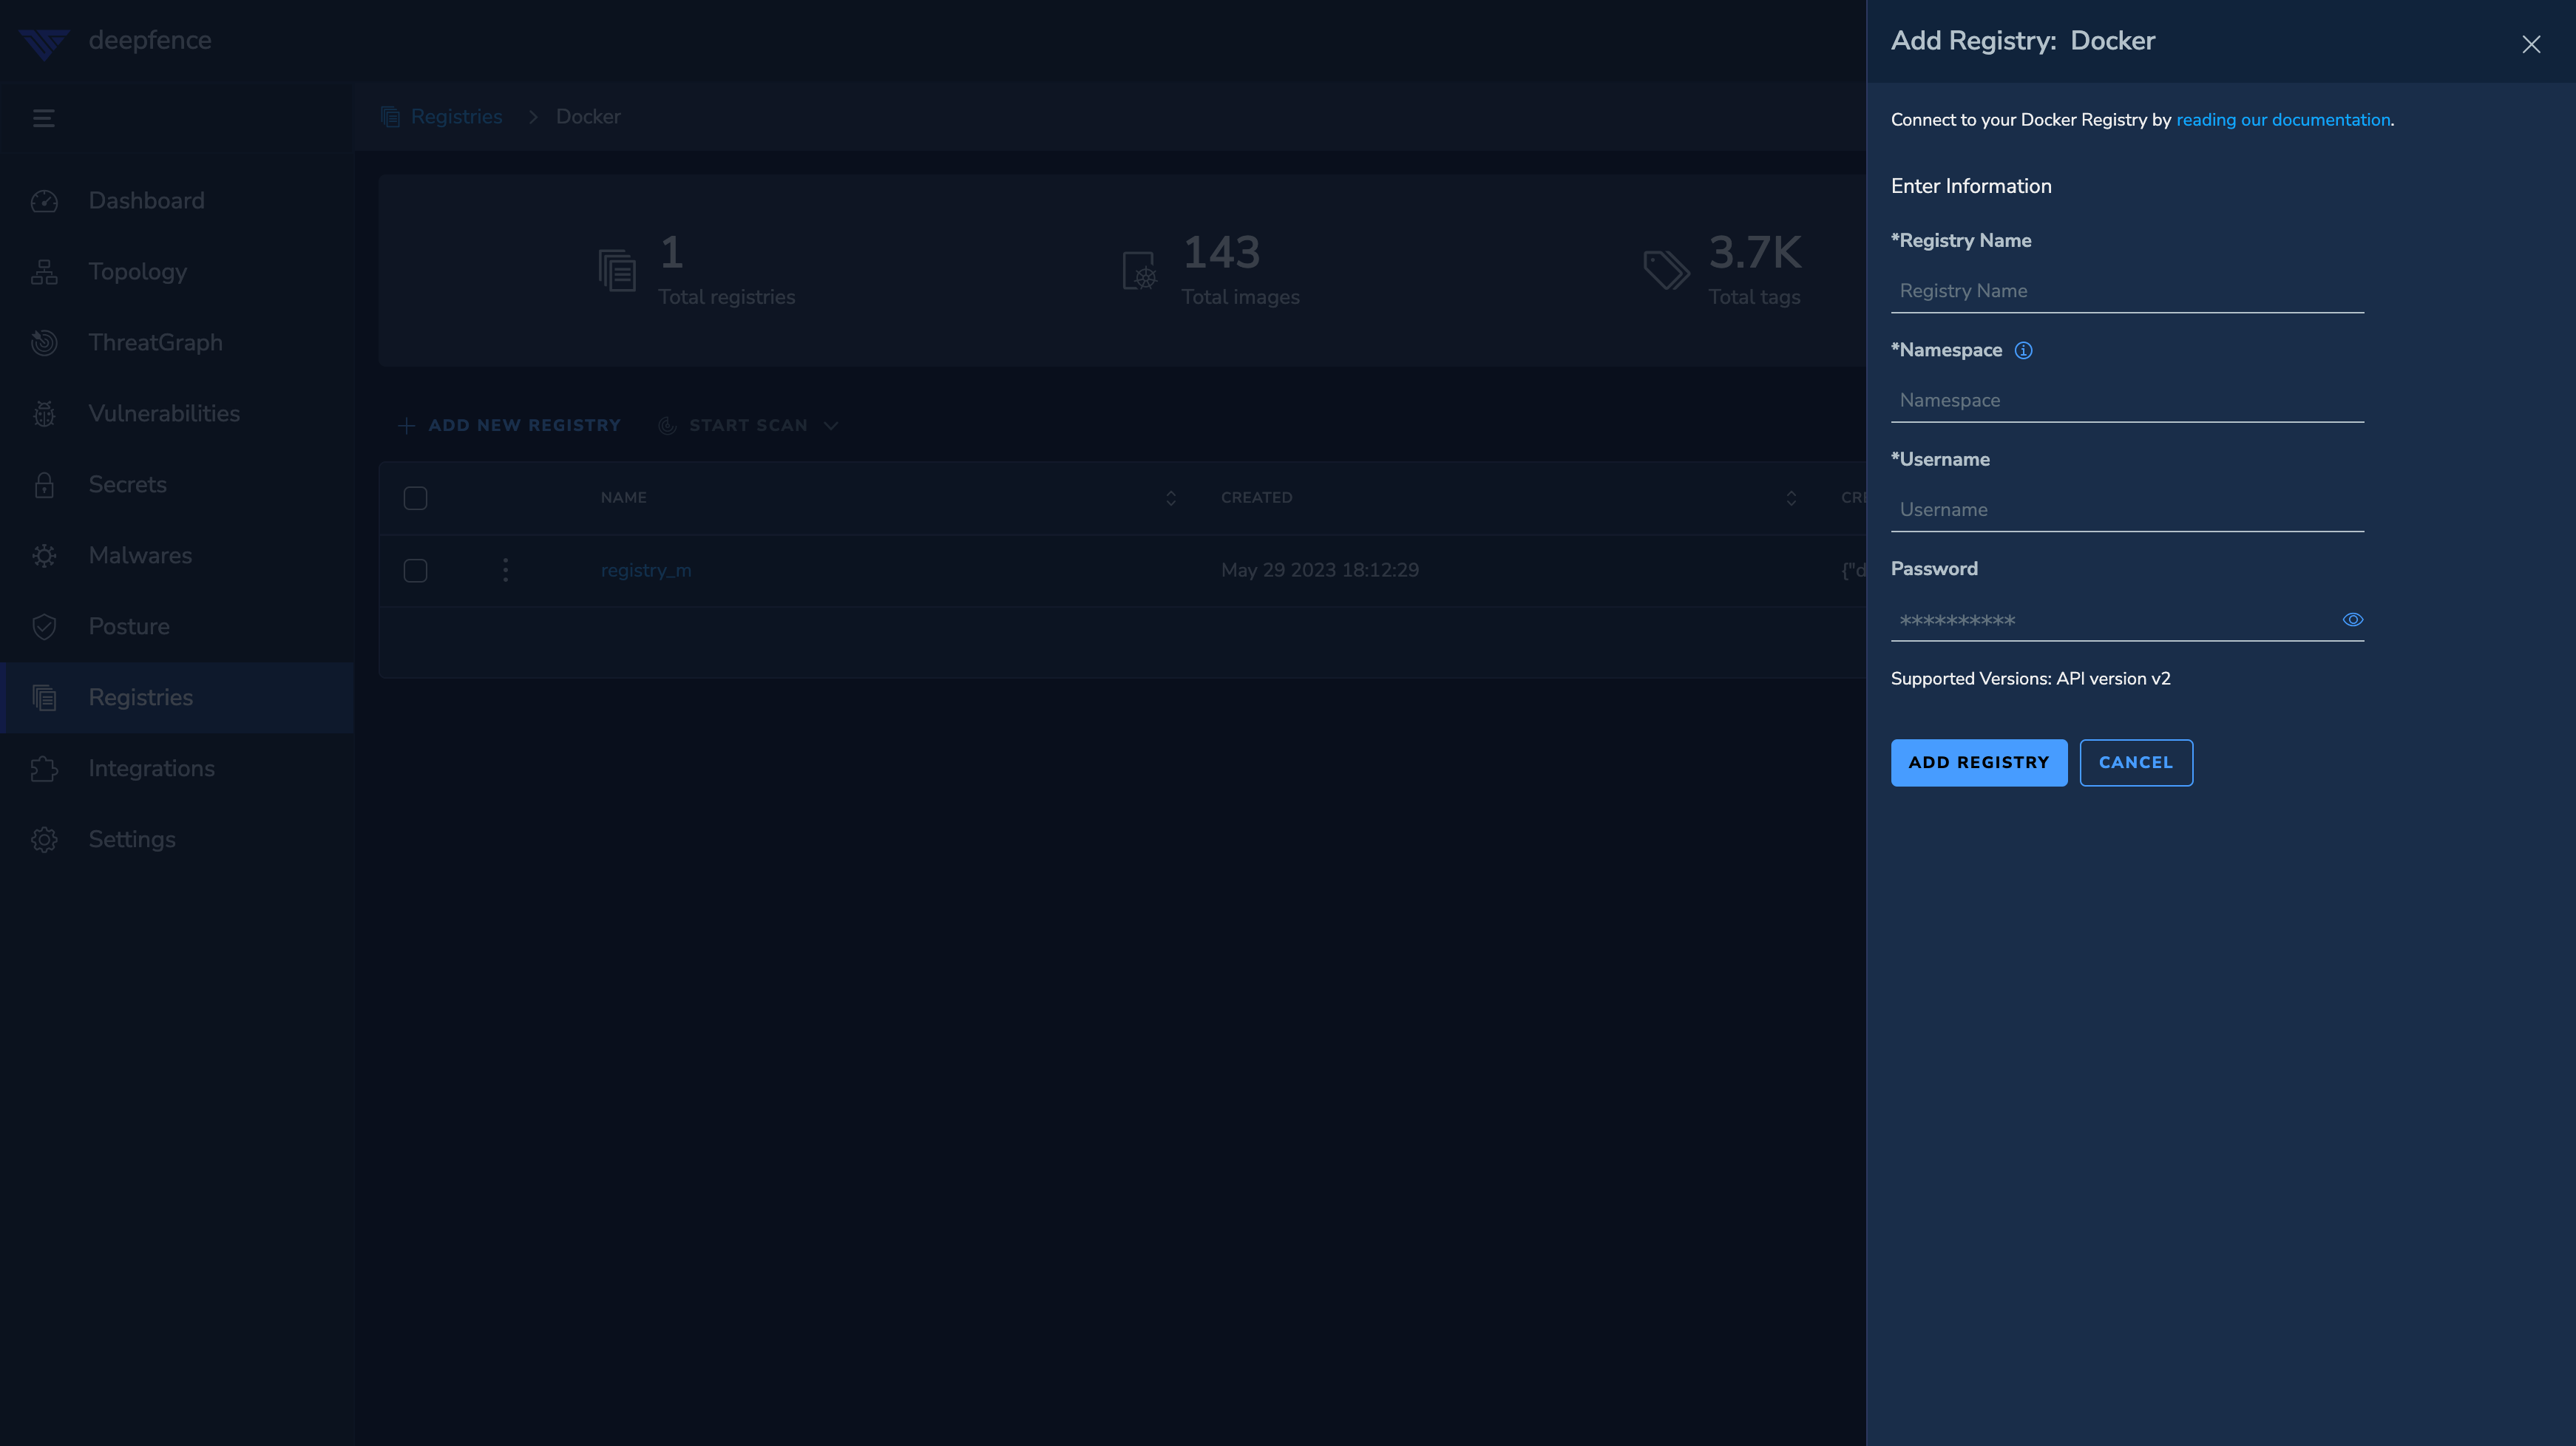 deepfence
Registries > Docker
Dashboard
Topology
ThreatGraph
Vulnerabilities
Secrets
Malwares
Posture
Registries
Integrations
Settings
1
Total registries
143
Total images
3.7K
Total tags
ADD NEW REGISTRY START SCAN
NAME CREATED CRE
registry_m May 29 2023 18:12:29 {"d
Add Registry: Docker
Connect to your Docker Registry by reading our documentation.
Enter Information
*Registry Name
Registry Name
*Namespace
Namespace
*Username
Username
Password
**********
Supported Versions: API version v2
ADD REGISTRY CANCEL